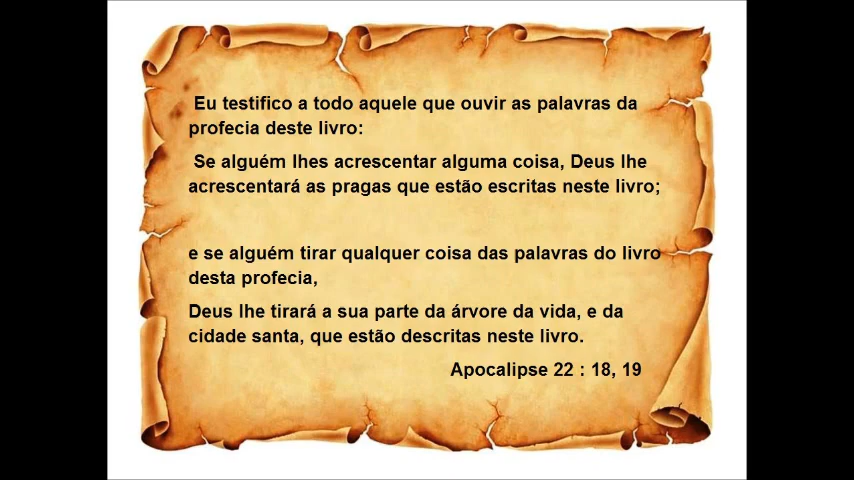 Eu testifico a todo aquele que ouvir as palavras da
profecia deste livro:
Se alguém lhes acrescentar alguma coisa, Deus lhe
acrescentará as pragas que estão escritas neste livro;
e se alguém tirar qualquer coisa das palavras do livro
desta profecia,
Deus lhe tirará a sua parte da árvore da vida, e da
cidade santa, que estão descritas neste livro.
Apocalipse 22 : 18, 19